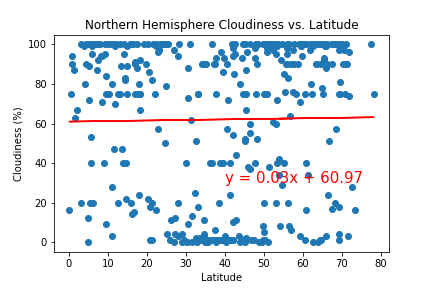 Northern Hemisphere Cloudiness vs. Latitude
100
80
60
40
20
0
Cloudiness (%)
y = 0.03x + 60.97
0 10 20 30 40 50 60 70 80
Latitude